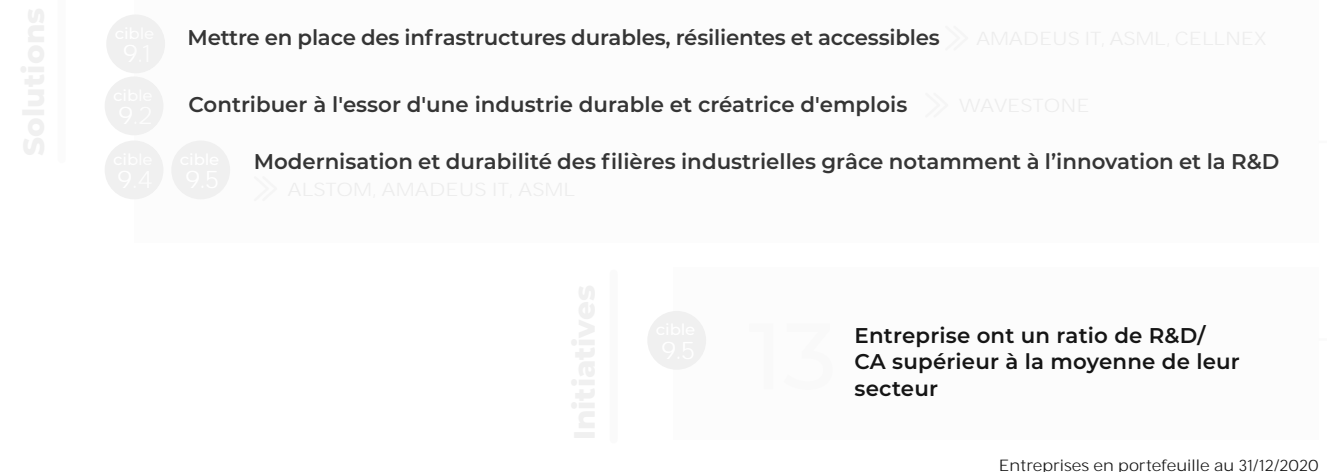 Solutions
cible
9.1
Mettre en place des infrastructures durables, résilientes et accessibles >> AMADEUS IT, ASML, CELLNEX
cible
9.2
Contribuer à l'essor d'une industrie durable et créatrice d'emplois >> WAVESTONE
cible
9.4
cible
9.5
Modernisation et durabilité des filières industrielles grâce notamment à l’innovation et la R&D
>> ALSTOM, AMADEUS IT, ASML
Initiatives
cible
9.5
13
Entreprise ont un ratio de R&D/
CA supérieur à la moyenne de leur
secteur
Entreprises en portefeuille au 31/12/2020